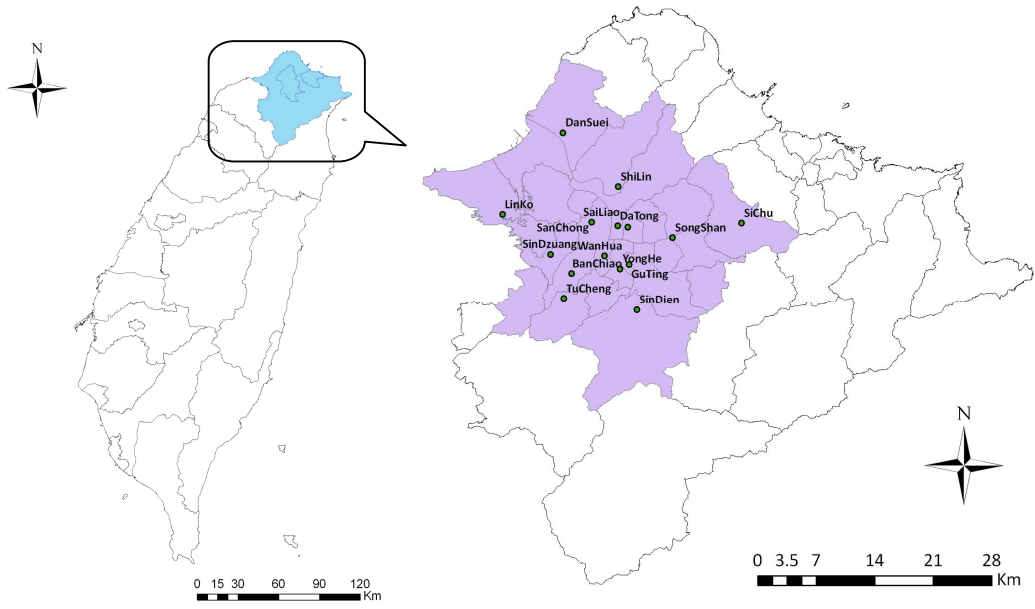 N
DanSuei
ShiLin
LinKo
SaiLiao
DaTong
SiChu
SanChong
SongShan
SinDzuang
WanHua
BanChiao
YongHe
GuTing
TuCheng
SinDien
N
0 3.5 7 14 21 28
Km
0 15 30 60 90 120
Km